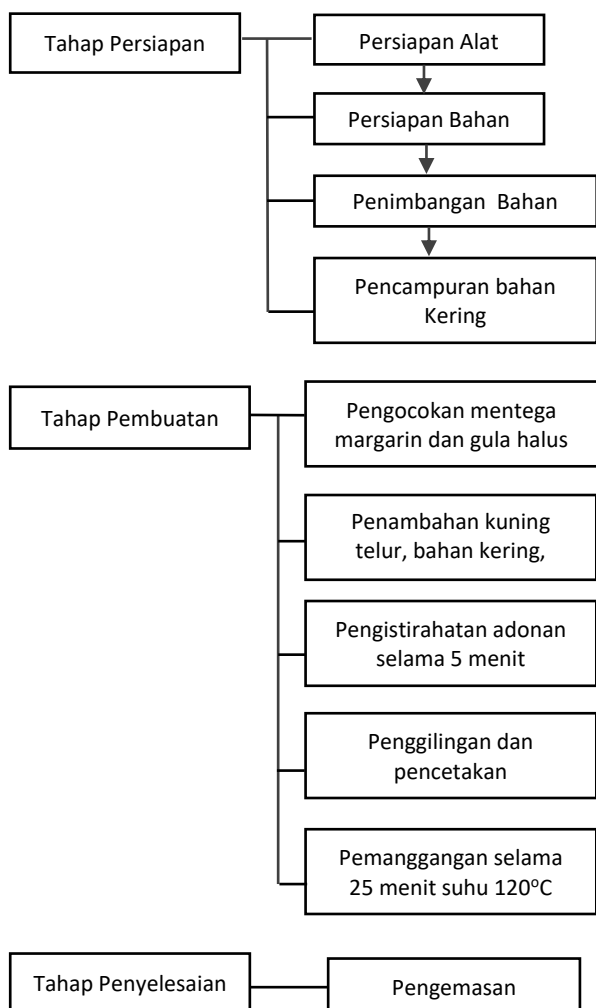 Tahap Persiapan
Persiapan Alat
Persiapan Bahan
Penimbangan Bahan
Pencampuran bahan
Kering
Tahap Pembuatan
Pengocokan mentega
margarin dan gula halus
Penambahan kuning
telur, bahan kering,
Pengistirahatan adonan
selama 5 menit
Penggilingan dan
pencetakan
Pemanggangan selama
25 menit suhu 120°C
Tahap Penyelesaian
Pengemasan